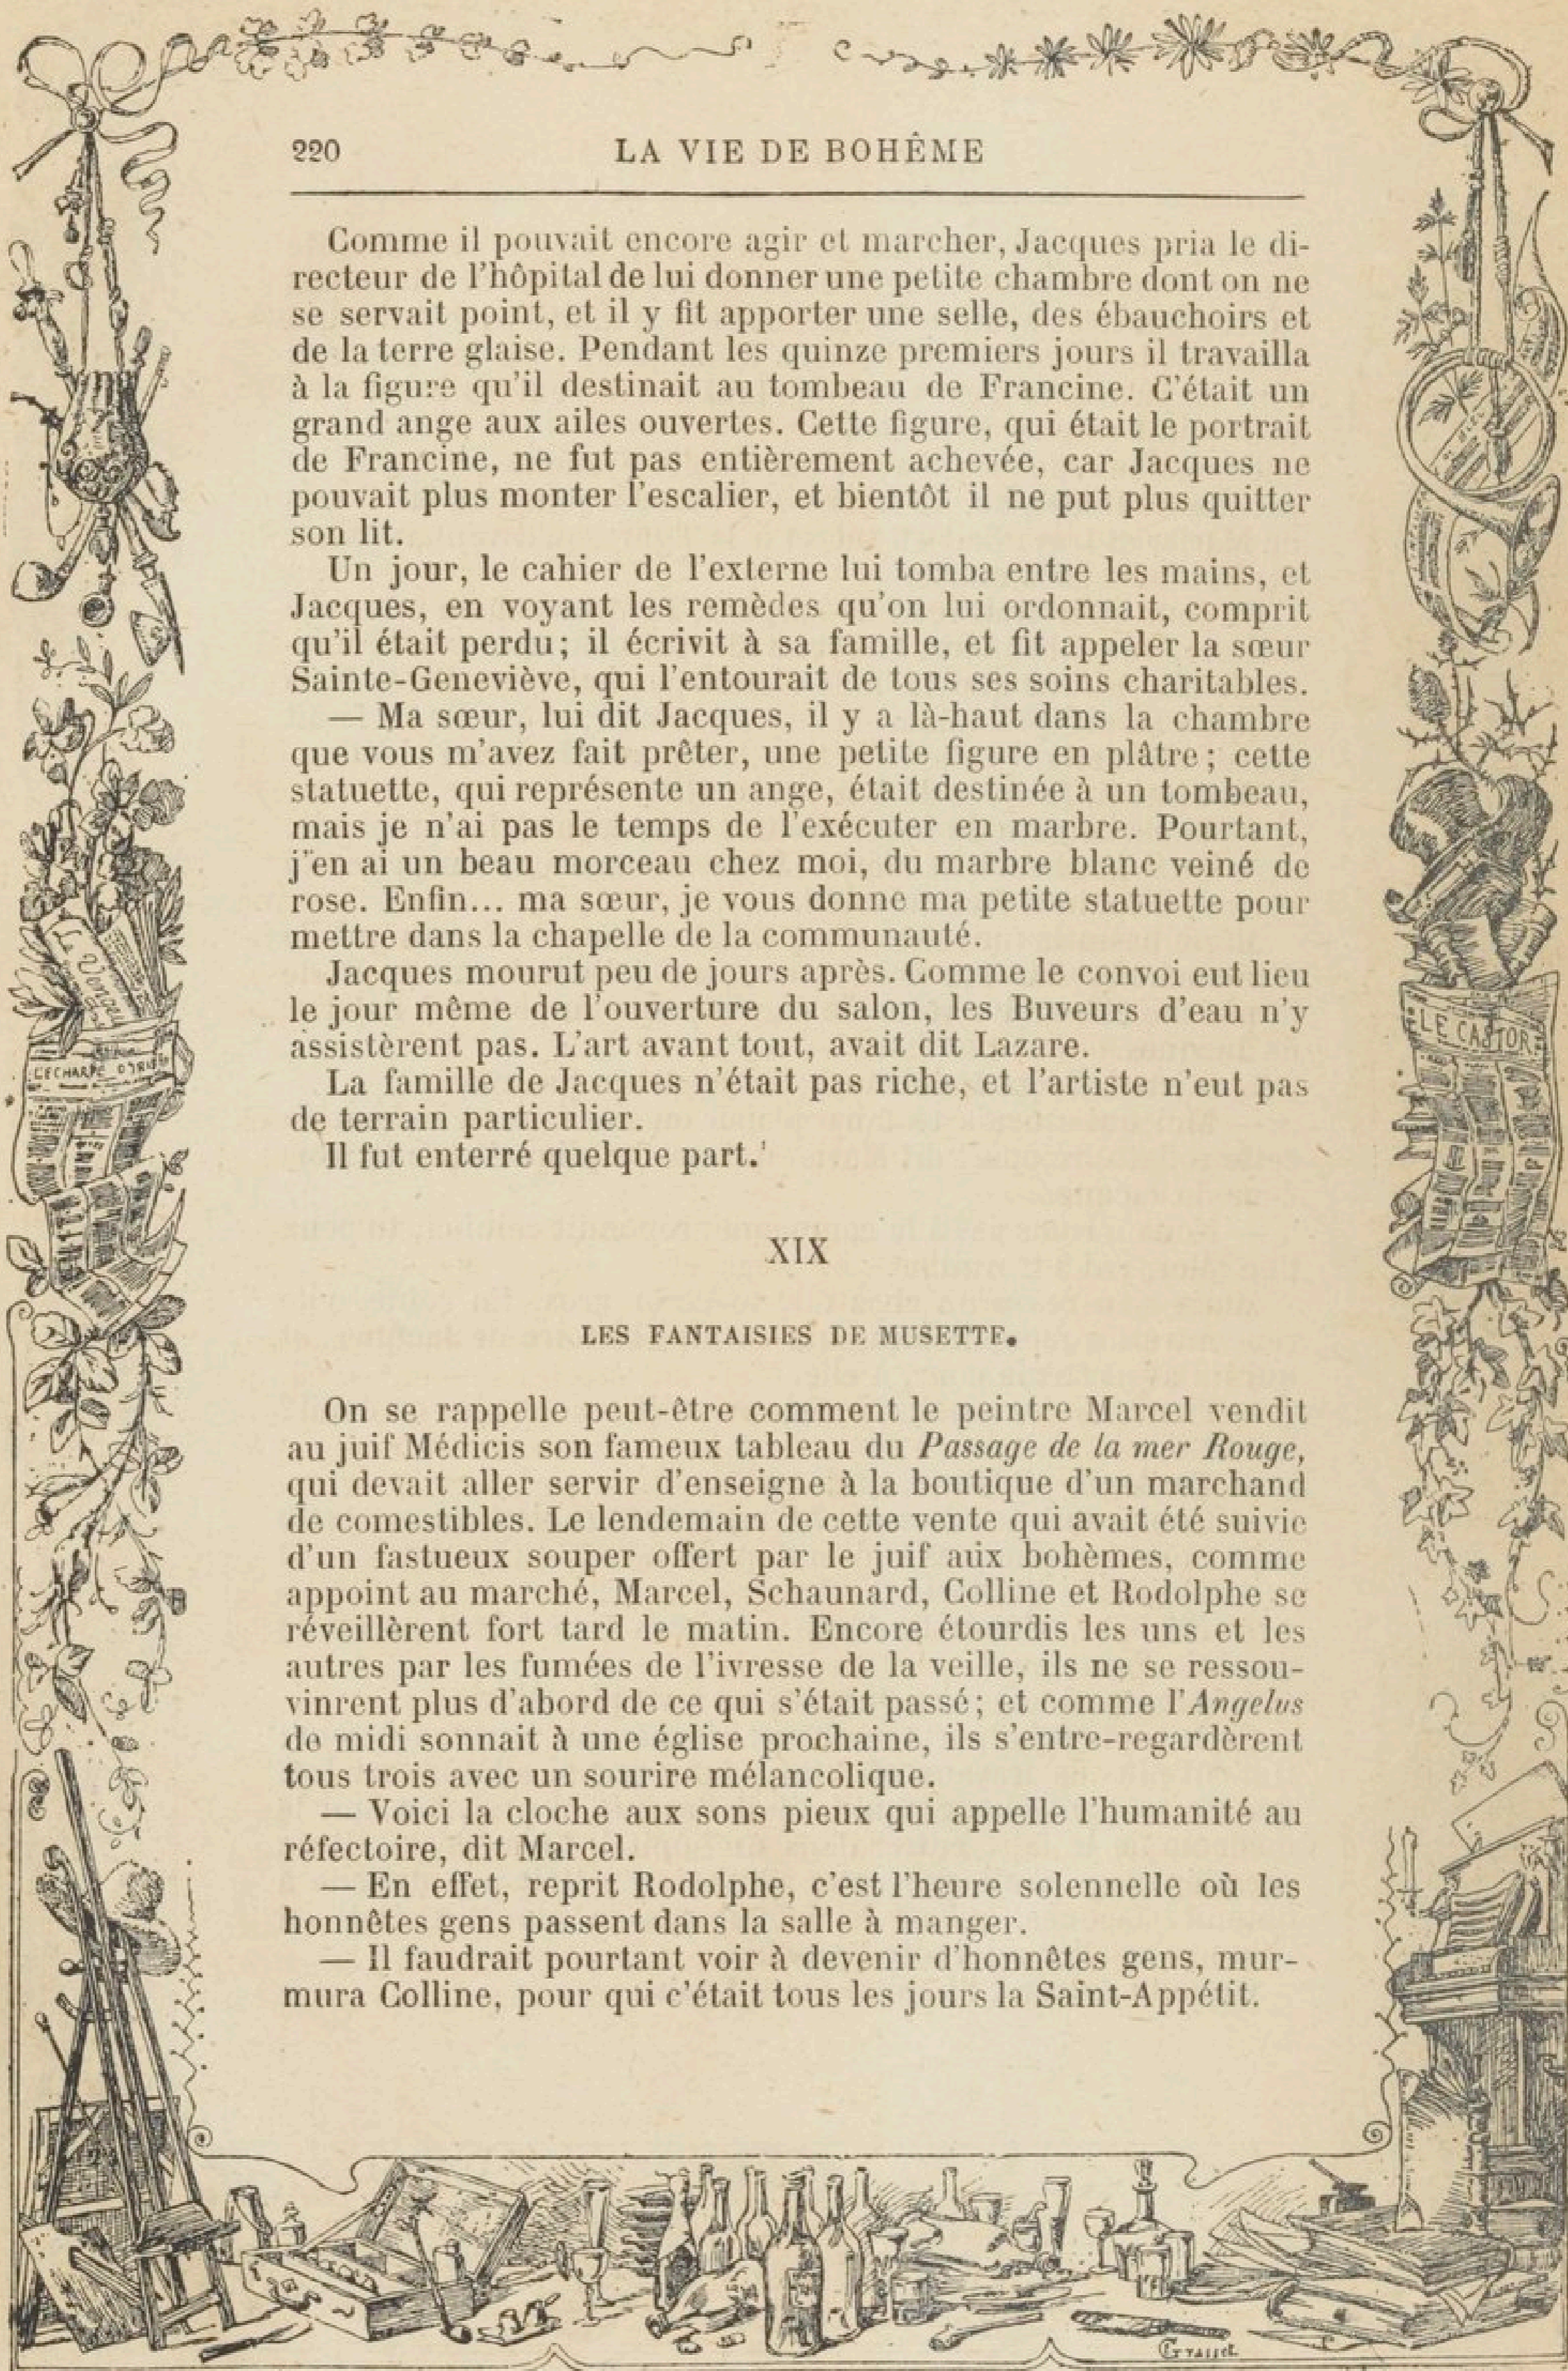 220 LA VIE DE BOHÊME
Comme il pouvait encore agir et marcher, Jacques pria le di-
recteur de l'hôpital de lui donner une petite chambre dont on ne
se servait point, et il y fit apporter une selle, des ébauchoirs et
de la terre glaise. Pendant les quinze premiers jours il travailla
à la figure qu'il destinait au tombeau de Francine. C'était un
grand ange aux ailes ouvertes. Cette figure, qui était le portrait
de Francine, ne fut pas entièrement achevée, car Jacques ne
pouvait plus monter l'escalier, et bientôt il ne put plus quitter
son lit.
Un jour, le cahier de l'externe lui tomba entre les mains, et
Jacques, en voyant les remèdes qu'on lui ordonnait, comprit
qu'il était perdu; il écrivit à sa famille, et fit appeler la sœur
Sainte-Geneviève, qui l'entourait de tous ses soins charitables.
— Ma sœur, lui dit Jacques, il y a là-haut dans la chambre
que vous m'avez fait prêter, une petite figure en plâtre; cette
statuette, qui représente un ange, était destinée à un tombeau,
mais je n'ai pas le temps de l'exécuter en marbre. Pourtant,
j'en ai un beau morceau chez moi, du marbre blanc veiné de
rose. Enfin... ma sœur, je vous donne ma petite statuette pour
mettre dans la chapelle de la communauté.
Jacques mourut peu de jours après. Comme le convoi eut lieu
le jour même de l'ouverture du salon, les Buveurs d'eau n'y
assistèrent pas. L'art avant tout, avait dit Lazare.
La famille de Jacques n'était pas riche, et l'artiste n'eut pas
de terrain particulier.
Il fut enterré quelque part.
XIX
LES FANTAISIES DE MUSETTE.
On se rappelle peut-être comment le peintre Marcel vendit
au juif Médicis son fameux tableau du Passage de la mer Rouge,
qui devait aller servir d'enseigne à la boutique d'un marchand
de comestibles. Le lendemain de cette vente qui avait été suivie
d'un fastueux souper offert par le juif aux bohèmes, comme
appoint au marché, Marcel, Schaunard, Colline et Rodolphe se
réveillèrent fort tard le matin. Encore étourdis les uns et les
autres par les fumées de l'ivresse de la veille, ils ne se ressou-
vinrent plus d'abord de ce qui s'était passé; et comme l'Angelus
de midi sonnait à une église prochaine, ils s'entre-regardèrent
tous trois avec un sourire mélancolique.
— Voici la cloche aux sons pieux qui appelle l'humanité au
réfectoire, dit Marcel.
— En effet, reprit Rodolphe, c'est l'heure solennelle où les
honnêtes gens passent dans la salle à manger.
— Il faudrait pourtant voir à devenir d'honnêtes gens, mur-
mura Colline, pour qui c'était tous les jours la Saint-Appétit.
L'ECHARPE D'IRIS
LE CASTOR
Grasset